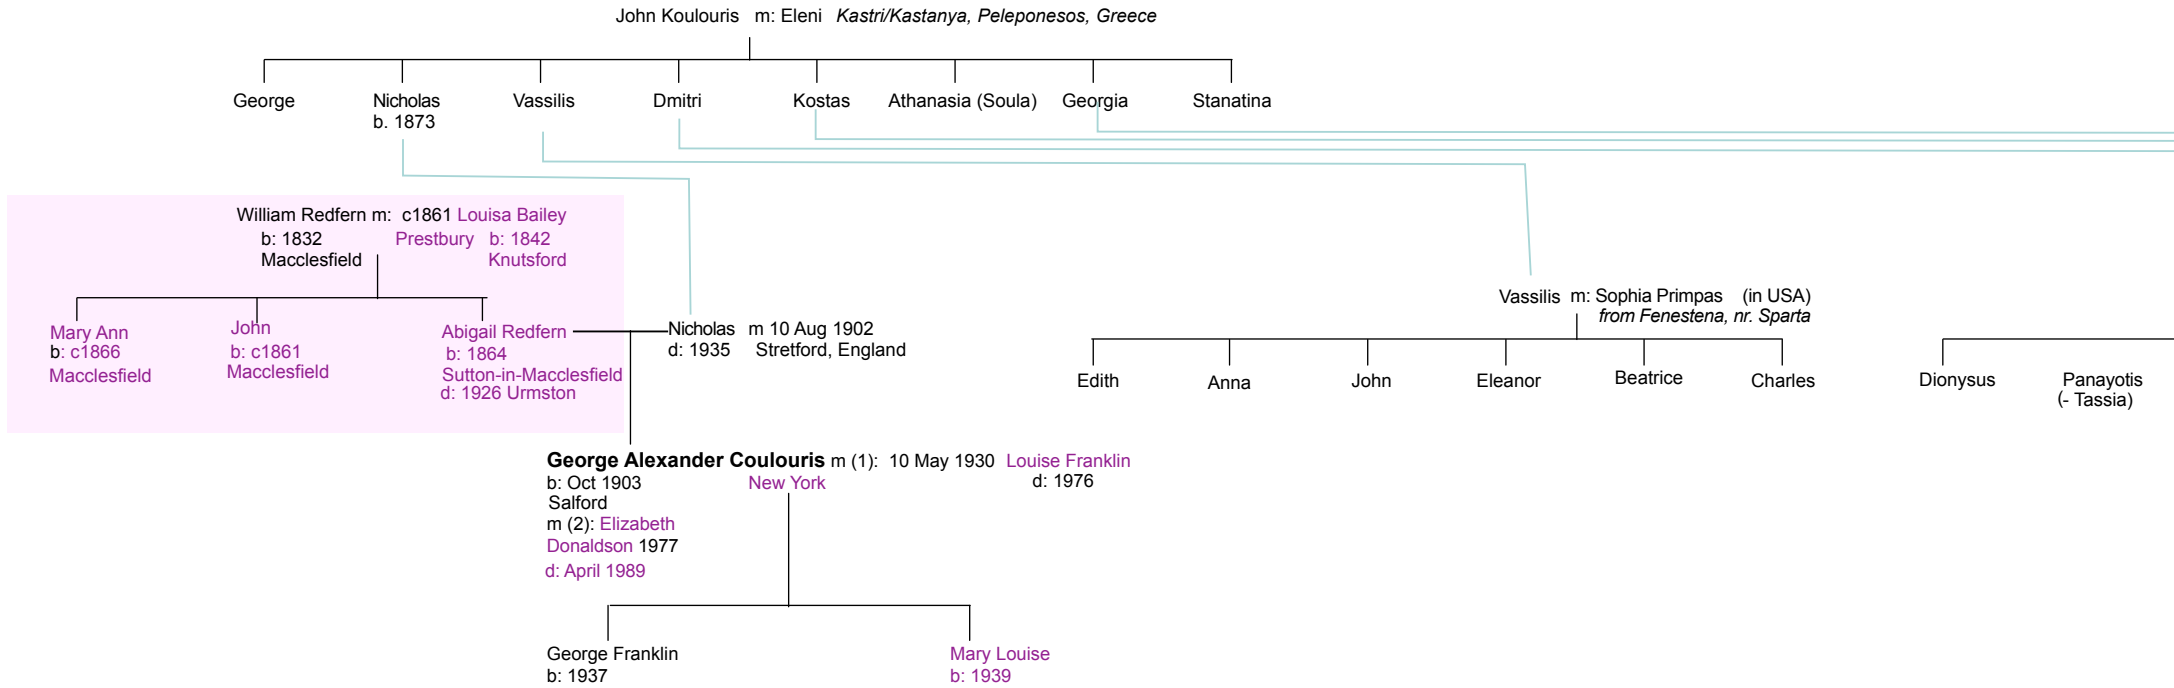 John Koulouris m: Eleni Kastri/Kastanya, Peleponesos, Greece
George
Nicholas
b. 1873
Vassilis
Dmitri
Kostas
Athanasia (Soula)
Georgia
Stanatina
William Redfern m: c1861 Louisa Bailey
b: 1832 Prestbury b: 1842
Macclesfield Knutsford
Mary Ann
b: c1866
Macclesfield
John
b: c1861
Macclesfield
Abigail Redfern
b: 1864
Sutton-in-Macclesfield
d: 1926 Urmston
Nicholas m 10 Aug 1902
d: 1935 Stretford, England
Vassilis m: Sophia Primpas (in USA)
from Fenestena, nr. Sparta
Edith
Anna
John
Eleanor
Beatrice
Charles
Dionysus
Panayotis
(- Tassia)
George Alexander Coulouris m (1): 10 May 1930 Louise Franklin
b: Oct 1903 New York d: 1976
Salford
m (2): Elizabeth
Donaldson 1977
d: April 1989
George Franklin
b: 1937
Mary Louise
b: 1939